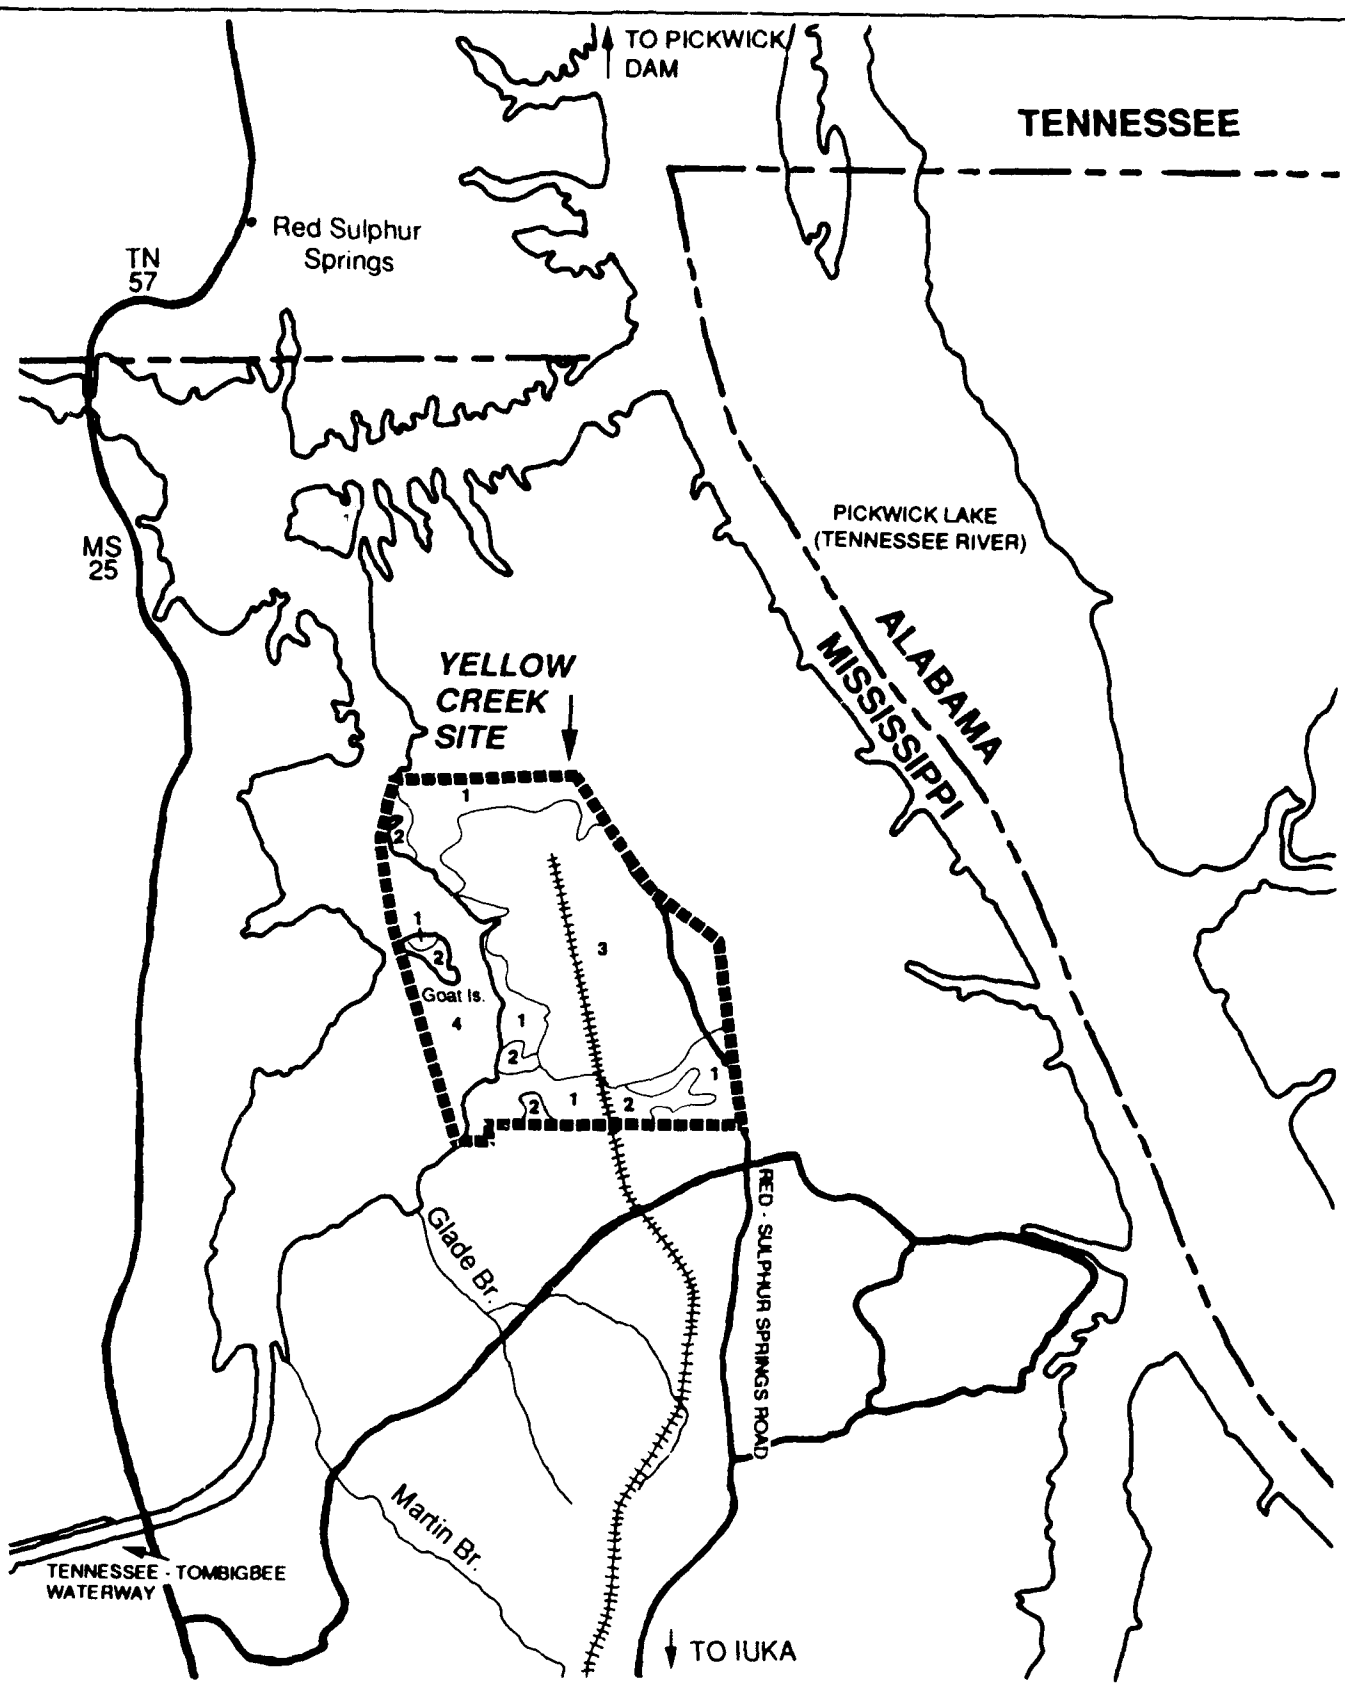 TO PICKWICK
DAM
TENNESSEE
Red Sulphur
Springs
TN
57
PICKWICK LAKE
(TENNESSEE RIVER)
MS
25
ALABAMA
MISSISSIPPI
YELLOW
CREEK
SITE
1
2
1
2
3
Goat Is.
4
1
2
1
2
1
2
RED - SULPHUR SPRINGS ROAD
Glade Br.
Martin Br.
TENNESSEE - TOMBIGBEE
WATERWAY
TO IUKA